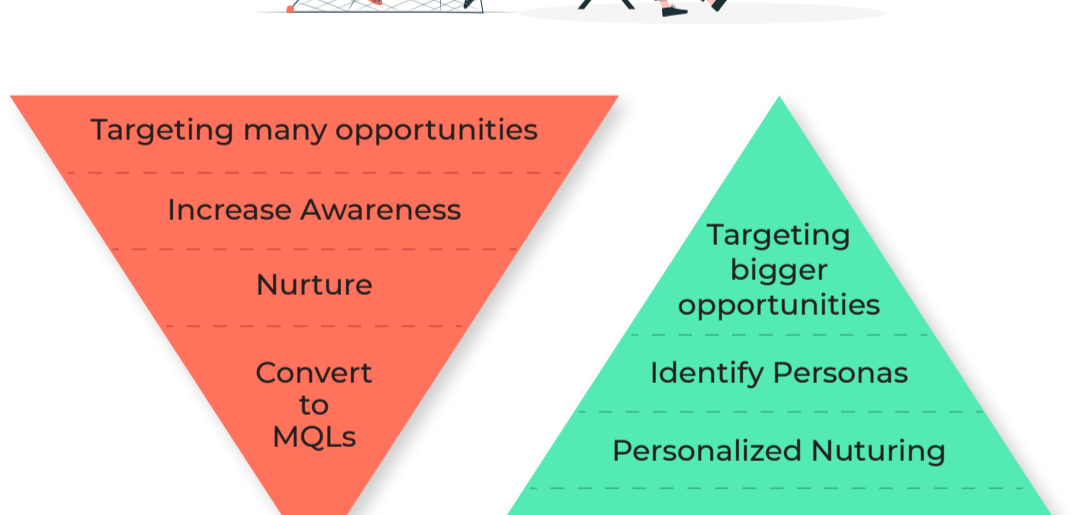 Targeting many opportunities
Increase Awareness
Nurture
Convert
to
MQLs
Targeting
bigger
opportunities
Identify Personas
Personalized Nuturing